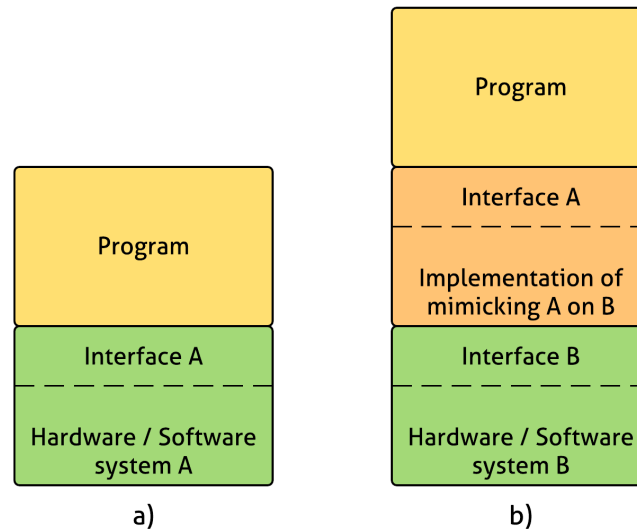 Program
Interface A
Hardware / Software
system A
a)
Program
Interface A
Implementation of
mimicking A on B
Interface B
Hardware / Software
system B
b)